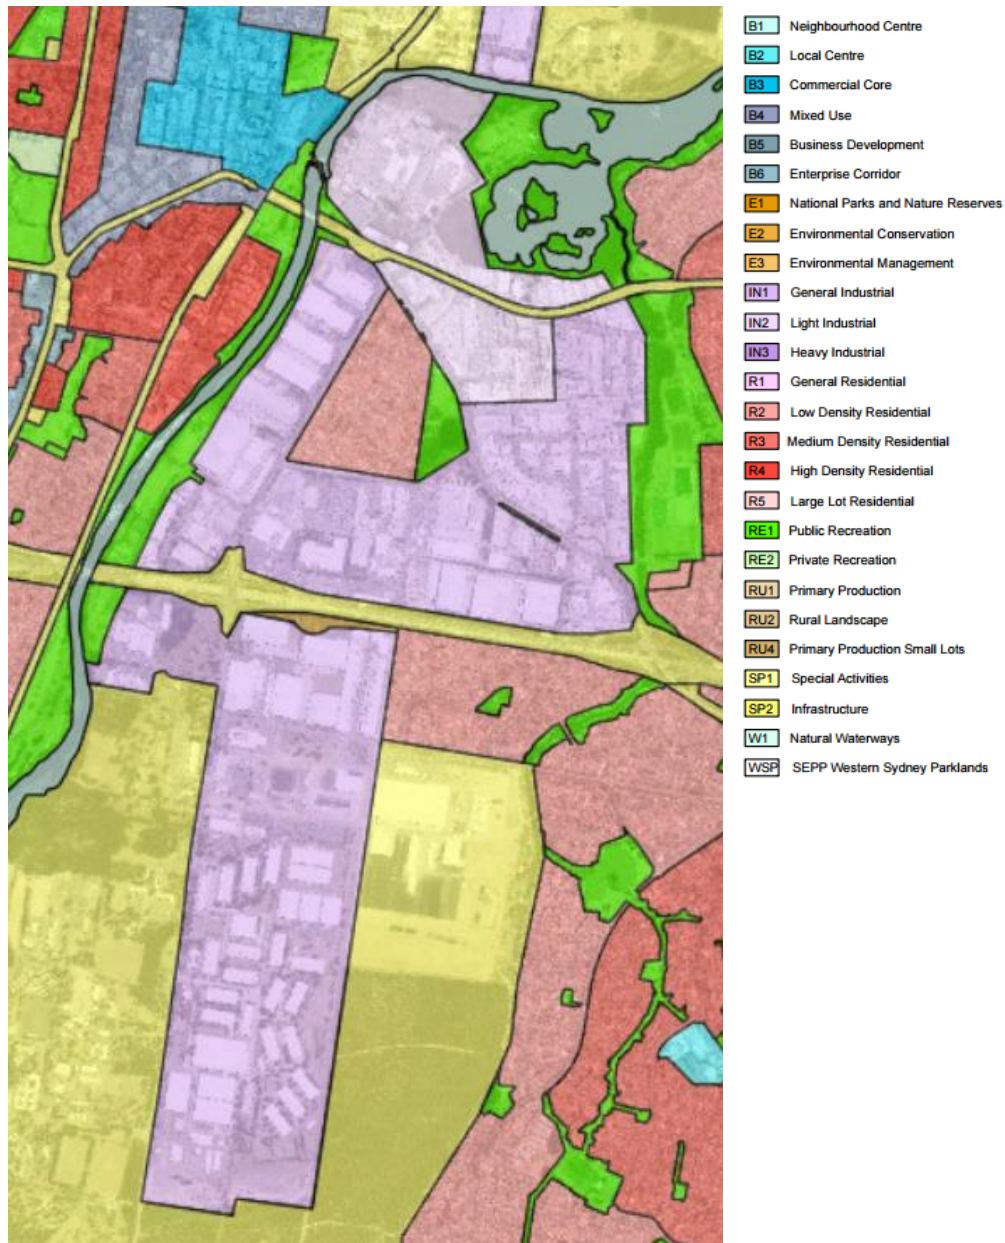 B1 Neighbourhood Centre
B2 Local Centre
B3 Commercial Core
B4 Mixed Use
B5 Business Development
B6 Enterprise Corridor
E1 National Parks and Nature Reserves
E2 Environmental Conservation
E3 Environmental Management
IN1 General Industrial
IN2 Light Industrial
IN3 Heavy Industrial
R1 General Residential
R2 Low Density Residential
R3 Medium Density Residential
R4 High Density Residential
R5 Large Lot Residential
RE1 Public Recreation
RE2 Private Recreation
RU1 Primary Production
RU2 Rural Landscape
RU4 Primary Production Small Lots
SP1 Special Activities
SP2 Infrastructure
W1 Natural Waterways
WSP SEPP Western Sydney Parklands